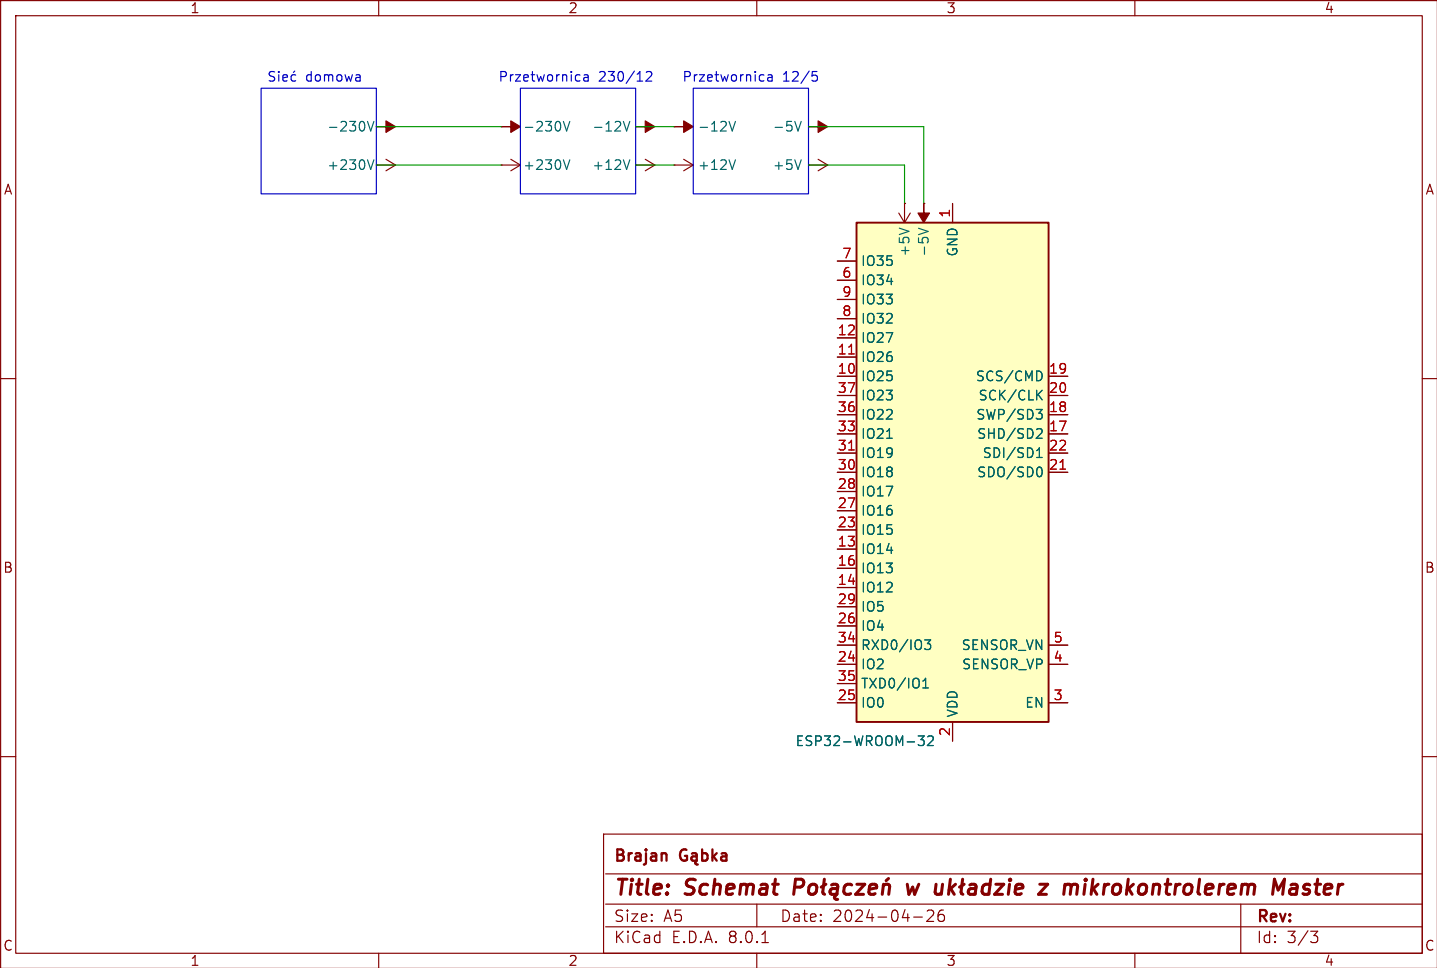 1 2 3 4
Sieć domowa Przetwornica 230/12 Przetwornica 12/5
-230V -230V -12V -12V -5V
+230V +230V +12V +12V +5V
A A
1
+5V -5V GND
7 IO35
6 IO34
9 IO33
8 IO32
12 IO27
11 IO26
10 IO25 SCS/CMD 19
37 IO23 SCK/CLK 20
36 IO22 SWP/SD3 18
33 IO21 SHD/SD2 17
31 IO19 SDI/SD1 22
30 IO18 SDO/SD0 21
28 IO17
27 IO16
23 IO15
13 IO14
16 IO13
B B
14 IO12
29 IO5
26 IO4
34 RXD0/IO3 SENSOR_VN 5
24 IO2 SENSOR_VP 4
35 TXD0/IO1
25 IO0 VDD EN 3
2
ESP32-WROOM-32
Brajan Gąbka
Title: Schemat Połączeń w układzie z mikrokontrolerem Master
Size: A5 Date: 2024-04-26 Rev:
KiCad E.D.A. 8.0.1 Id: 3/3
C C
1 2 3 4